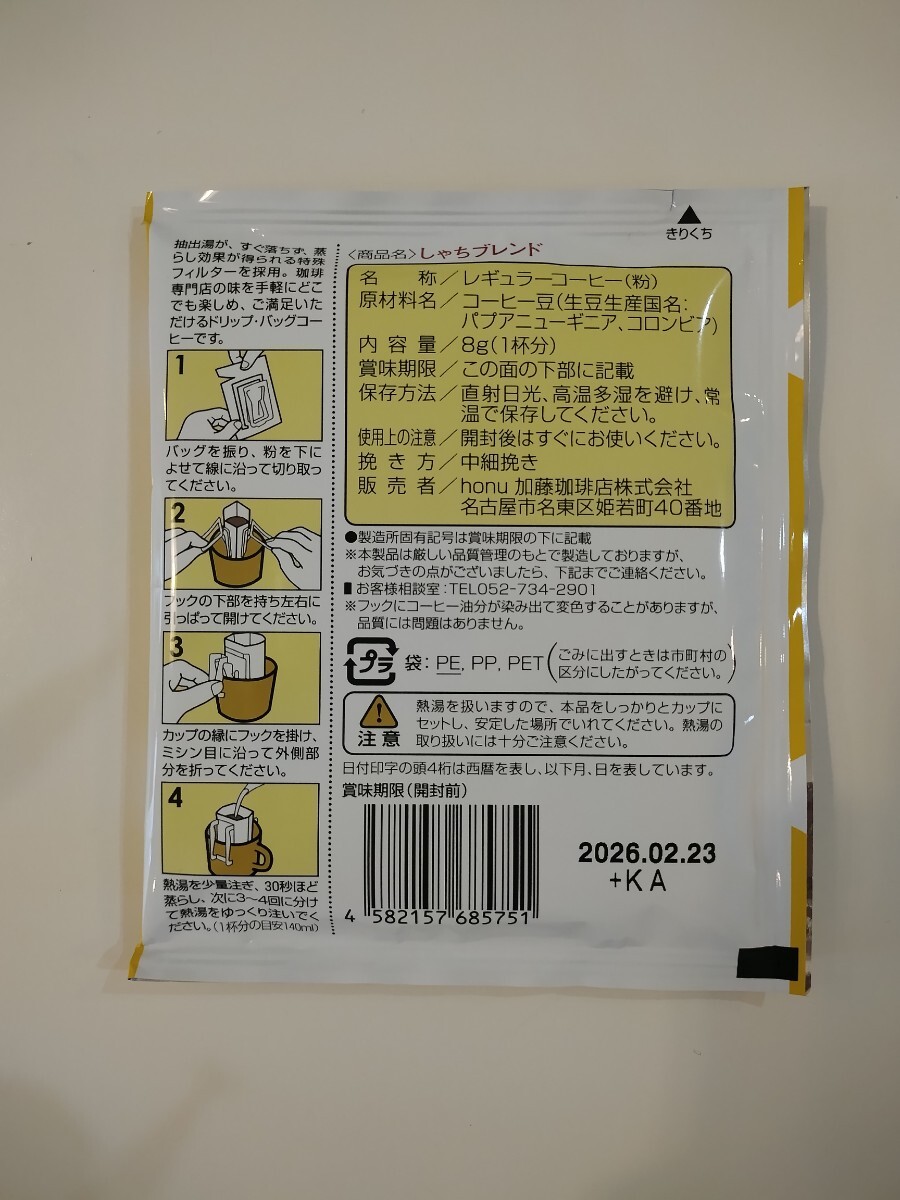 きりくち
抽出湯が、すぐ落ちず、蒸
らし効果が得られる特殊
フィルターを採用。珈琲
専門店の味を手軽にどこ
でも楽しめ、ご満足いた
だけるドリップ・バッグコー
ヒーです。
1
バッグを振り、粉を下に
よせて線に沿って切り取っ
てください。
2
フックの下部を持ち左右に
引っぱって開けてください。
3
カップの縁にフックを掛け、
ミシン目に沿って外側部
分を折ってください。
4
熱湯を少量注ぎ、30秒ほど
蒸らし、次に3〜4回に分け
て熱湯をゆっくり注いでく
ださい。(1杯分の目安140ml)
〈商品名〉しゃちブレンド
名称/レギュラーコーヒー(粉)
原材料名/コーヒー豆(生豆生産国名:
パプアニューギニア、コロンビア)
内容量/8g(1杯分)
賞味期限/この面の下部に記載
保存方法/直射日光、高温多湿を避け、常
温で保存してください。
使用上の注意/開封後はすぐにお使いください。
挽き方/中細挽き
販売者/honu 加藤珈琲店株式会社
名古屋市名東区姫若町40番地
●製造所固有記号は賞味期限の下に記載
※本製品は厳しい品質管理のもとで製造しておりますが、
お気づきの点がございましたら、下記までご連絡ください。
■お客様相談室:TEL052-734-2901
※フックにコーヒー油分が染み出て変色することがありますが、
品質には問題はありません。
プラ 袋:PE, PP, PET(ごみに出すときは市町村の
区分にしたがってください。)
注意
熱湯を扱いますので、本品をしっかりとカップに
セットし、安定した場所でいれてください。熱湯の
取り扱いには十分ご注意ください。
日付印字の頭4桁は西暦を表し、以下月、日を表しています。
賞味期限(開封前)
2026.02.23
+KA
4 582157 685751